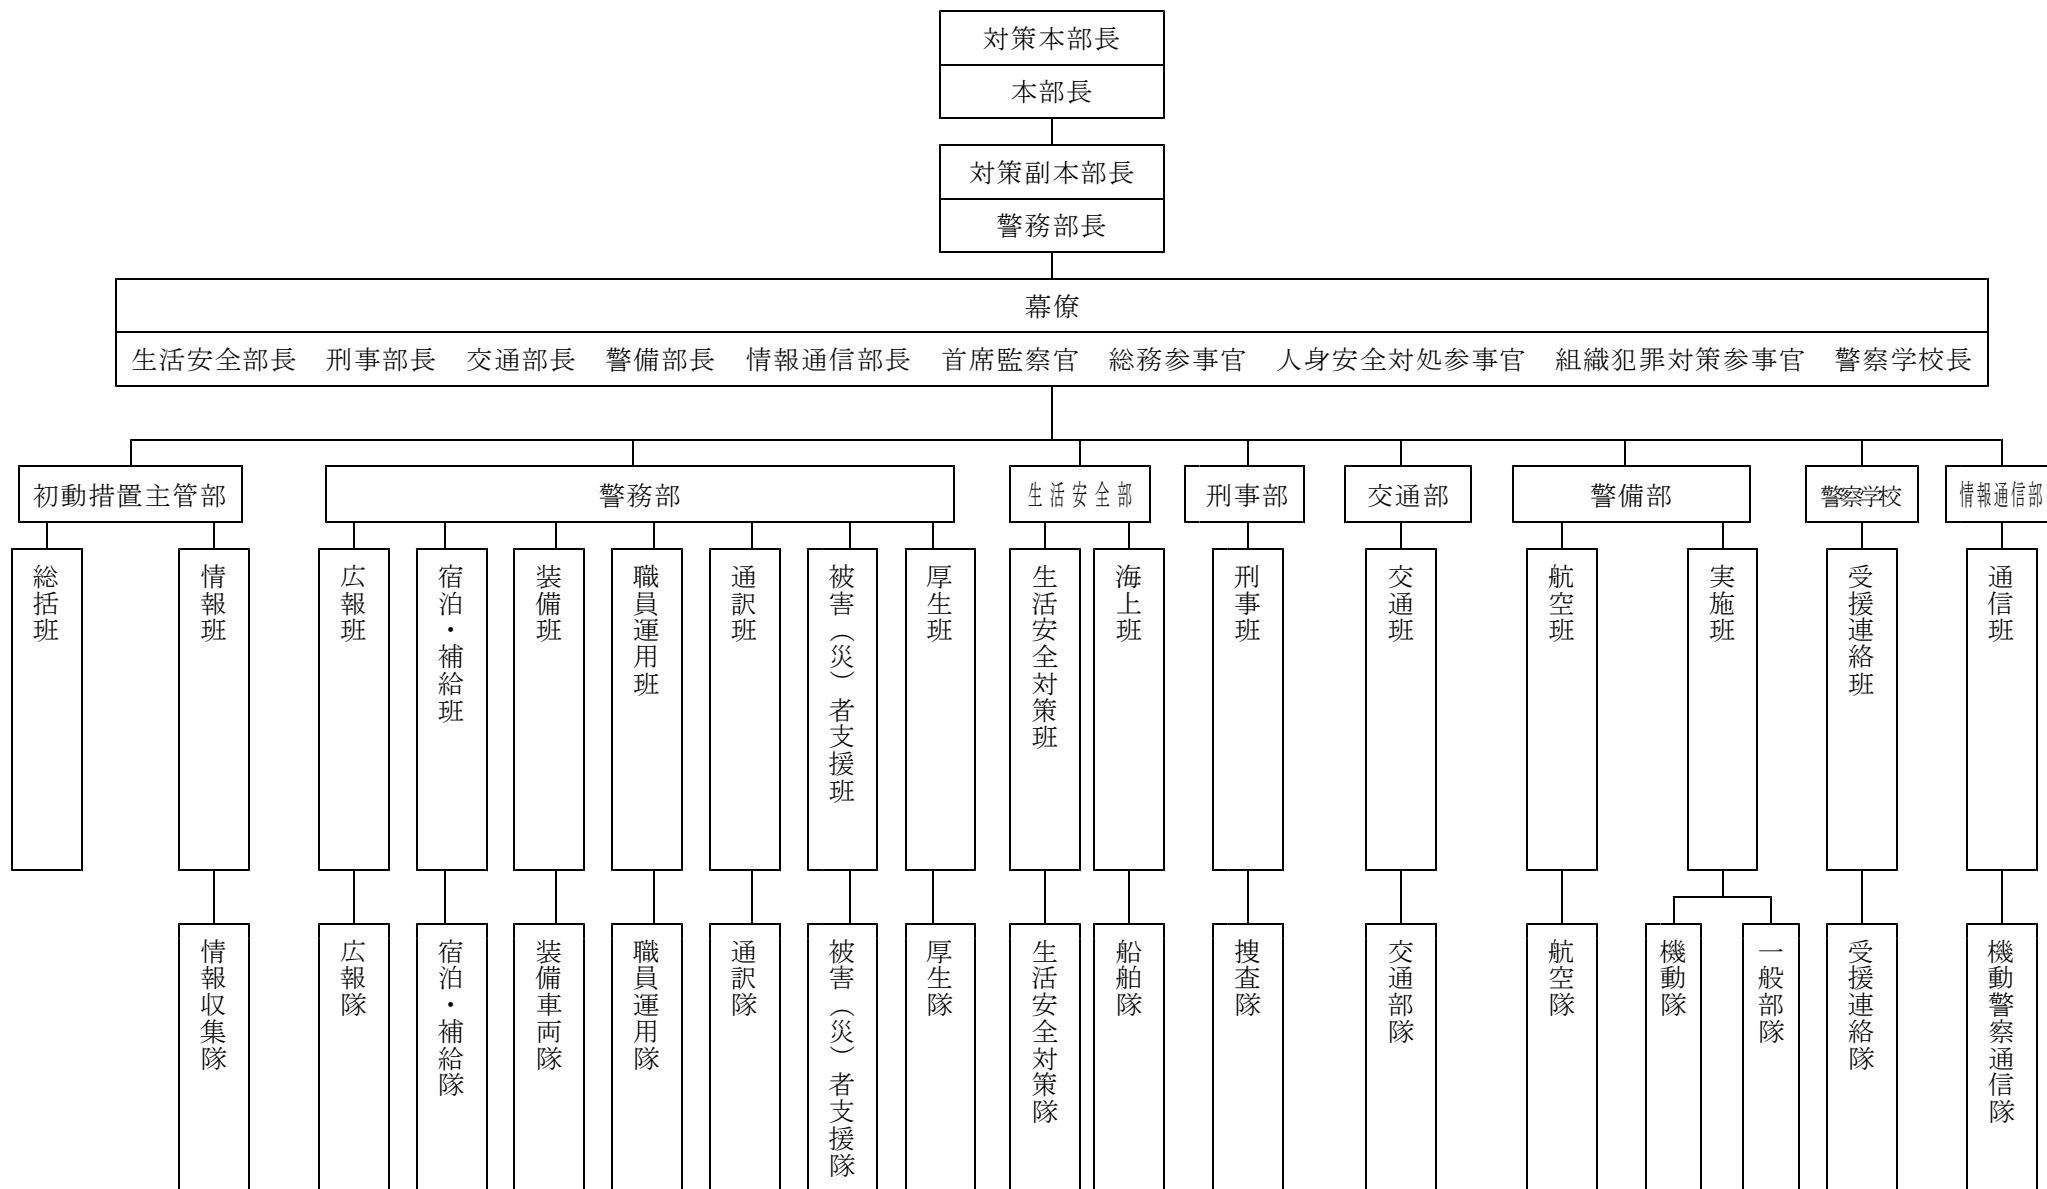 対策本部長
本部長
対策副本部長
警務部長
幕僚
生活安全部長 刑事部長 交通部長 警備部長 情報通信部長 首席監察官 総務参事官 人身安全対処参事官 組織犯罪対策参事官 警察学校長
初動措置主管部
警務部
生活安全部
刑事部
交通部
警備部
警察学校
情報通信部
総括班
情報班
広報班
宿泊・補給班
装備班
職員運用班
通訳班
被害（災）者支援班
厚生班
生活安全対策班
海上班
刑事班
交通班
航空班
実施班
受援連絡班
通信班
情報収集隊
広報隊
宿泊・補給隊
装備車両隊
職員運用隊
通訳隊
被害（災）者支援隊
厚生隊
生活安全対策隊
船舶隊
捜査隊
交通部隊
航空隊
機動隊
一般部隊
受援連絡隊
機動警察通信隊